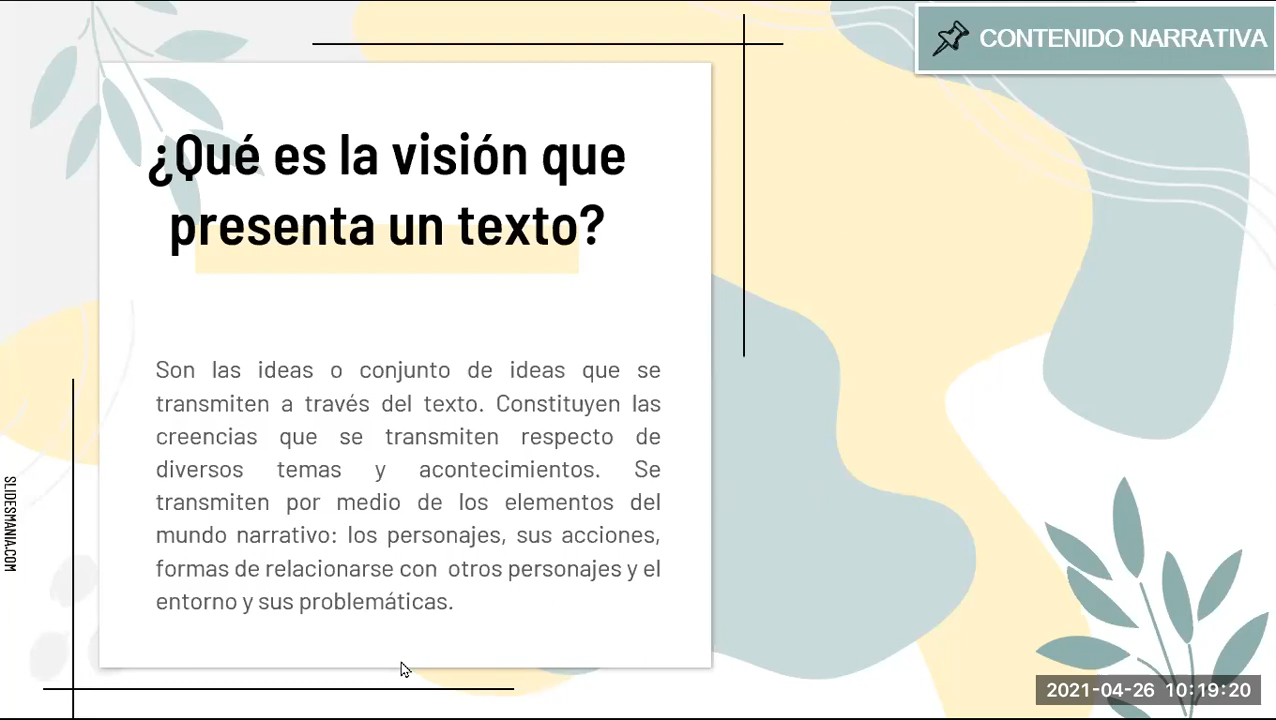 CONTENIDO NARRATIVA
¿Qué es la visión que
presenta un texto?
Son las ideas o conjunto de ideas que se
transmiten a través del texto. Constituyen las
creencias que se transmiten respecto de
diversos temas y acontecimientos. Se
transmiten por medio de los elementos del
mundo narrativo: los personajes, sus acciones,
formas de relacionarse con otros personajes y el
entorno y sus problemáticas.
SLIDESMANIA.COM
2021-04-26 10:19:20